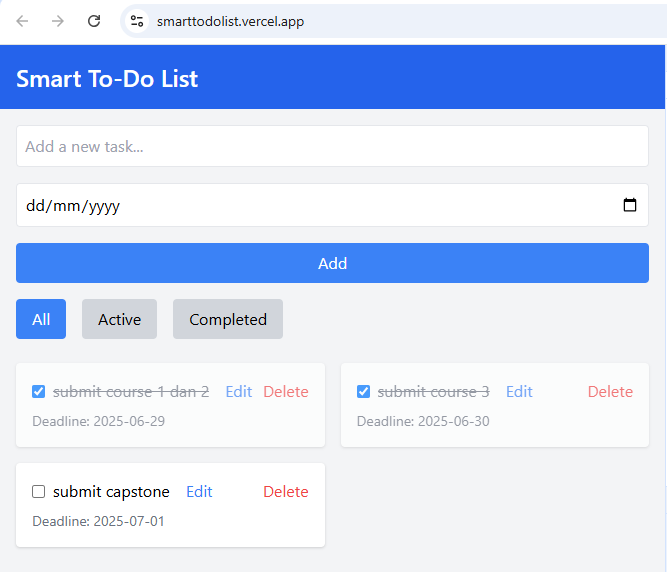 smarttodolist.vercel.app
Smart To-Do List
Add a new task...
dd/mm/yyyy
Add
All Active Completed
submit course 1 dan 2 Edit Delete
Deadline: 2025-06-29
submit course 3 Edit Delete
Deadline: 2025-06-30
submit capstone Edit Delete
Deadline: 2025-07-01